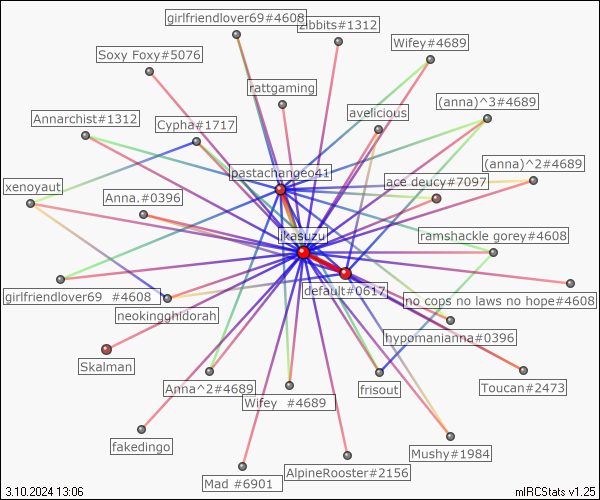 girlfriendlover69#4608
zibbits#1312
Wifey#4689
Soxy Foxy#5076
rattgaming
(anna)^3#4689
avelicious
Annarchist#1312
Cypha#1717
(anna)^2#4689
pastachangeo41
ace deucy#7097
xenoyaut
Anna.#0396
ikasuzu
ramshackle gorey#4608
default#0617
girlfriendlover69 #4608
no cops no laws no hope#4608
neokingghidorah
hypomanianna#0396
Skalman
Anna^2#4689
frisout
Toucan#2473
Wifey #4689
fakedingo
Mushy#1984
AlpineRooster#2156
Mad #6901
3.10.2024 13:06
mIRCStats v1.25